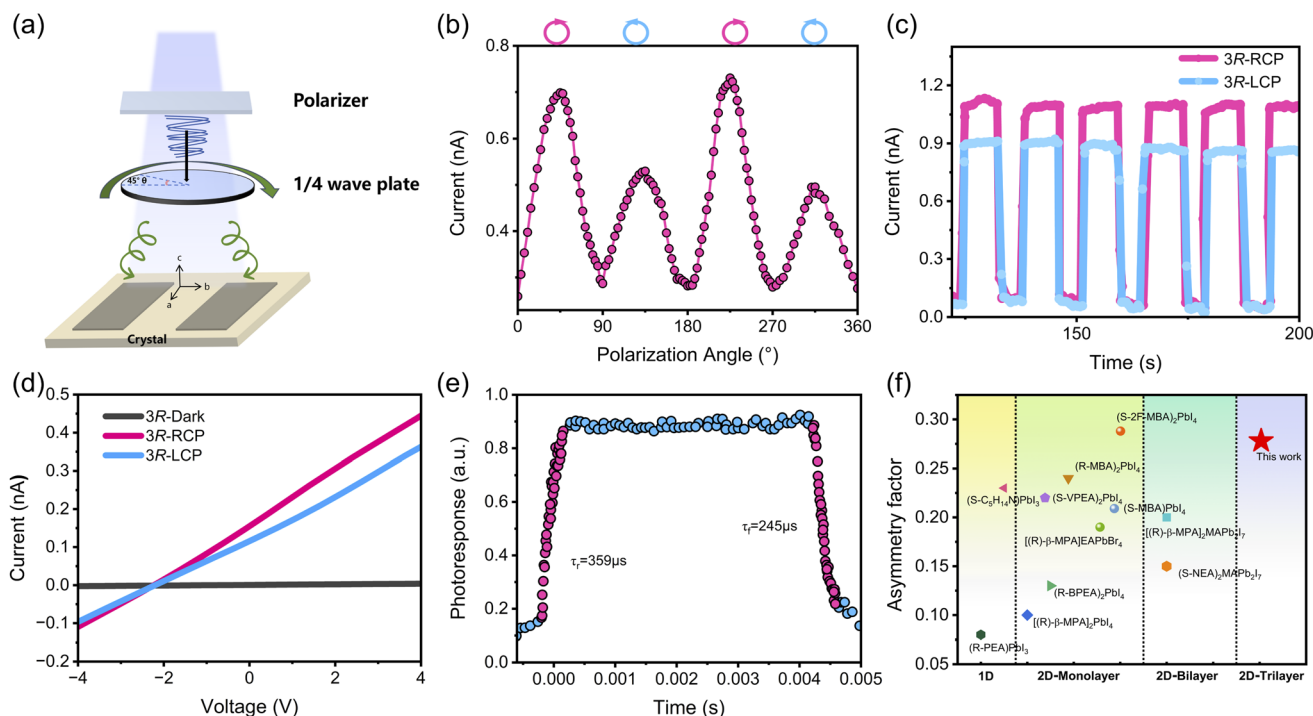 (a)
Polarizer
45° θ
1/4 wave plate
c
b
a
Crystal
(b)
Current (nA)
0.8
0.6
0.4
0
90
180
270
360
Polarization Angle (°)
(c)
3R-RCP
3R-LCP
Current (nA)
1.2
0.9
0.6
0.3
0.0
150
200
Time (s)
(d)
3R-Dark
3R-RCP
3R-LCP
Current (nA)
0.5
0.4
0.3
0.2
0.1
0.0
−0.1
−0.2
−4
−2
0
2
4
Voltage (V)
(e)
Photoresponse (a.u.)
1.0
0.8
0.6
0.4
0.2
0.0
τr=359μs
τf=245μs
0.000
0.001
0.002
0.003
0.004
0.005
Time (s)
(f)
Asymmetry factor
0.30
0.25
0.20
0.15
0.10
0.05
(S-2F-MBA)₂PbI₄
This work
(R-MBA)₂PbI₄
(S-C₅H₁₄N)PbI₃
(S-VPEA)₂PbI₄
(S-MBA)PbI₄
[(R)-β-MPA]EAPbBr₄
[(R)-β-MPA]₂MAPb₂I₇
(S-NEA)₂MAPb₂I₇
(R-BPEA)₂PbI₄
[(R)-β-MPA]₂PbI₄
(R-PEA)PbI₃
1D
2D-Monolayer
2D-Bilayer
2D-Trilayer